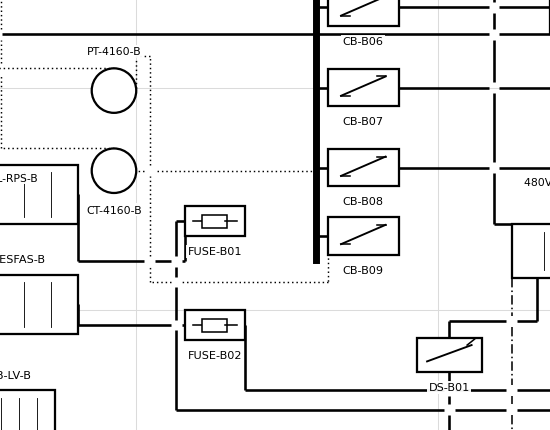 CB-B06
PT-4160-B
CB-B07
L-RPS-B
480V
CB-B08
CT-4160-B
FUSE-B01
ESFAS-B
CB-B09
FUSE-B02
B-LV-B
DS-B01